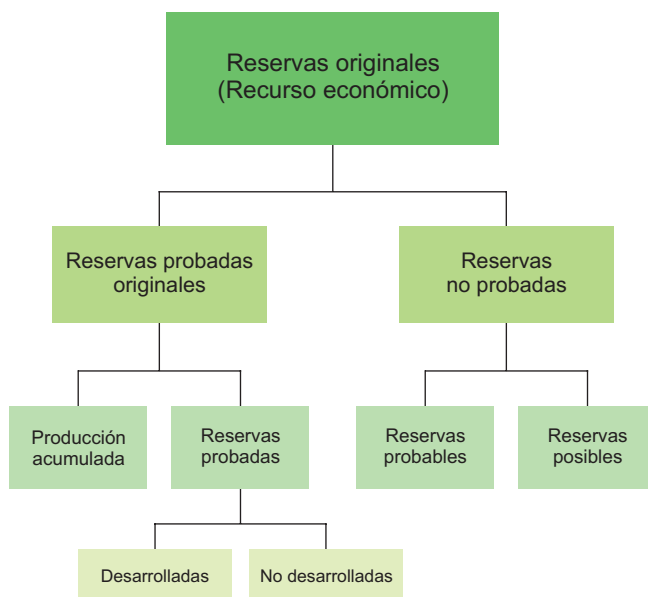 Reservas originales
(Recurso económico)
Reservas probadas
originales
Reservas
no probadas
Producción
acumulada
Reservas
probadas
Reservas
probables
Reservas
posibles
Desarrolladas
No desarrolladas